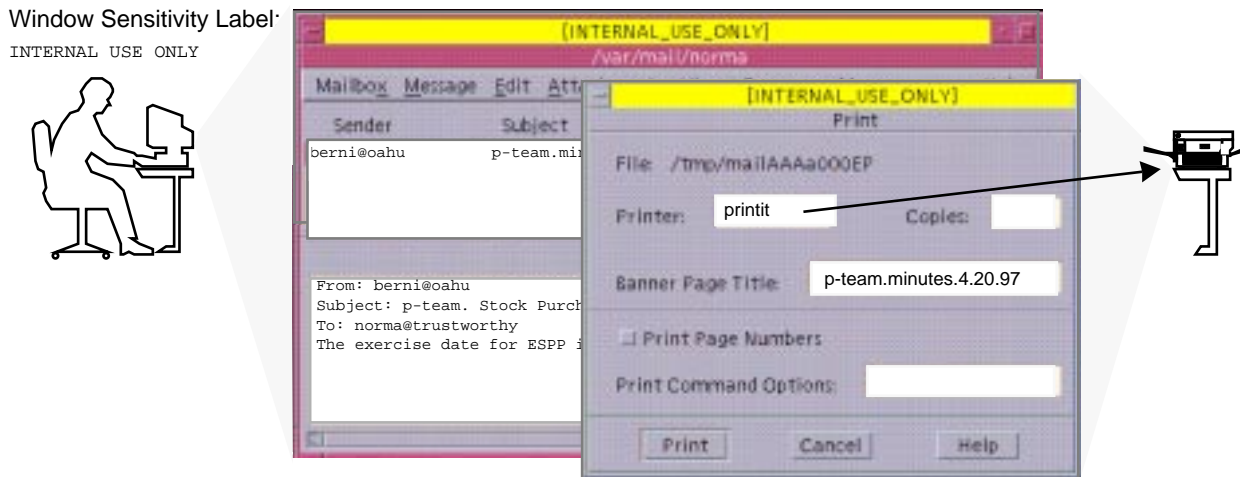 Window Sensitivity Label:
INTERNAL USE ONLY
[INTERNAL_USE_ONLY]
/var/mail/norma
Mailbox Message Edit Att
Sender Subject
berni@oahu p-team.min
From: berni@oahu
Subject: p-team. Stock Purch
To: norma@trustworthy
The exercise date for ESPP i
[INTERNAL_USE_ONLY]
Print
File: /tmp/mailAAAa000EP
Printer: printit Copies:
Banner Page Title: p-team.minutes.4.20.97
Print Page Numbers
Print Command Options:
Print Cancel Help